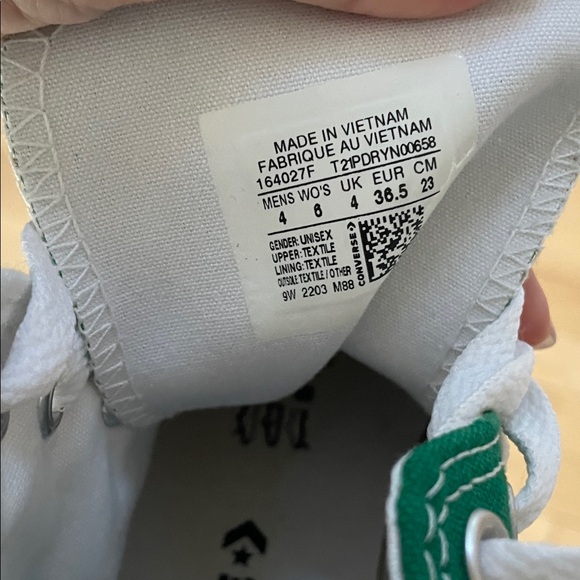 MADE IN VIETNAM
FABRIQUE AU VIETNAM
164027F T21PDRYN00658
MENS WO'S UK EUR CM
4 6 4 36.5 23
GENDER: UNISEX
UPPER: TEXTILE
LINING: TEXTILE
OUTSOLE: TEXTILE / OTHER
9W 2203 M88
CONVERSE